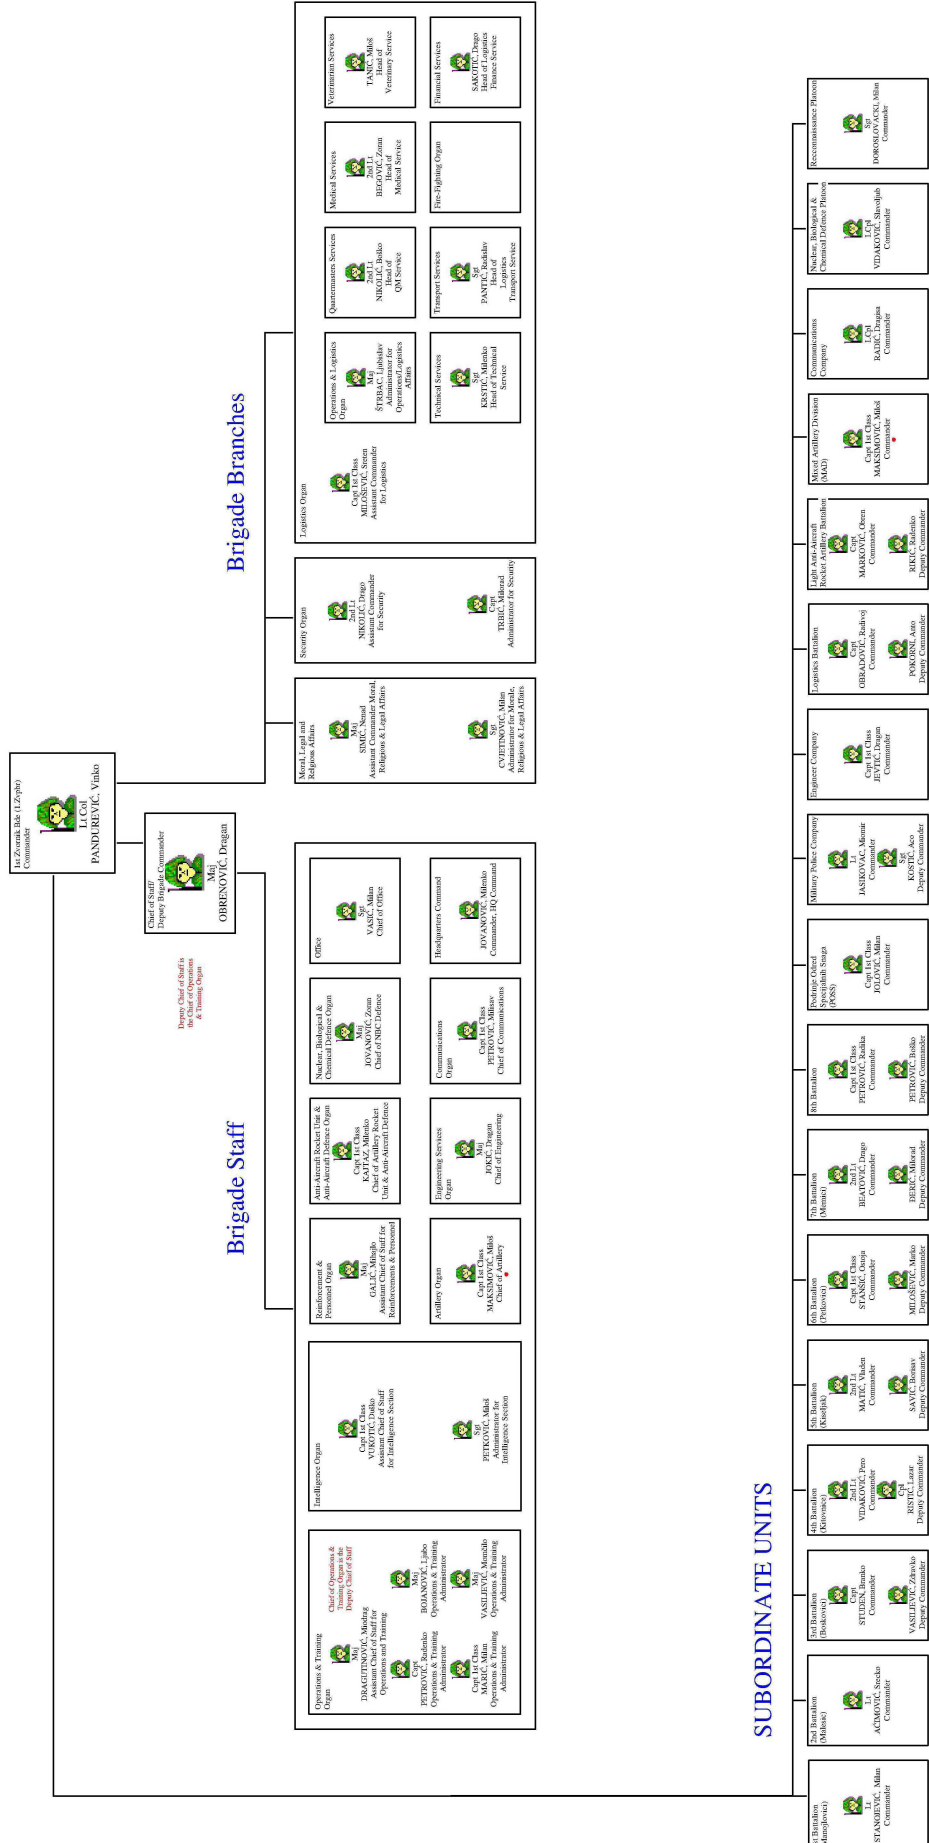 1st Zvornik Bde (1.Zvpbr)
Commander
Lt Col
PANDUREVIĆ, Vinko
Chief of Staff/
Deputy Brigade Commander
Maj
OBRENOVIĆ, Dragan
Deputy Chief of Staff is
the Chief of Operations
& Training Organ
Brigade Staff
Brigade Branches
Operations & Training
Organ
Chief of Operations &
Training Organ is the
Deputy Chief of Staff
Maj
DRAGUTINOVIĆ, Miodrag
Assistant Chief of Staff for
Operations and Training
Capt
PETROVIĆ, Radenko
Operations & Training
Administrator
Maj
BOJANOVIĆ, Ljubo
Operations & Training
Administrator
Capt 1st Class
MARIĆ, Milan
Operations & Training
Administrator
Maj
VASILJEVIĆ, Momčilo
Operations & Training
Administrator
Intelligence Organ
Capt 1st Class
VUKOTIĆ, Duško
Assistant Chief of Staff
for Intelligence Section
Sgt
PETKOVIĆ, Miloš
Administrator for
Intelligence Section
Reinforcement &
Personnel Organ
Maj
GALIĆ, Mihajlo
Assistant Chief of Staff for
Reinforcements & Personnel
Anti-Aircraft Rocket Unit &
Anti-Aircraft Defence Organ
Capt 1st Class
KAJTAZ, Milenko
Chief of Artillery Rocket
Unit & Anti-Aircraft Defence
Nuclear, Biological &
Chemical Defence Organ
Maj
JOVANOVIĆ, Zoran
Chief of NBC Defence
Office
Sgt
VASIĆ, Milan
Chief of Office
Artillery Organ
Capt 1st Class
MAKSIMOVIĆ, Miloš
Chief of Artillery
Engineering Services
Organ
Maj
JOKIĆ, Dragan
Chief of Engineering
Communications
Organ
Capt 1st Class
PETROVIĆ, Milisav
Chief of Communications
Headquarters Command
JOVANOVIĆ, Milenko
Commander, HQ Command
Moral, Legal and
Religious Affairs
Maj
SIMIĆ, Nenad
Assistant Commander Moral,
Religious & Legal Affairs
Sgt
CVJETINOVIĆ, Milan
Administrator for Morale,
Religious & Legal Affairs
Security Organ
2nd Lt
NIKOLIĆ, Drago
Assistant Commander
for Security
Capt
TRBIĆ, Milorad
Administrator for Security
Logistics Organ
Capt 1st Class
MILOŠEVIĆ, Sreten
Assistant Commander
for Logistics
Operations & Logistics
Organ
Maj
ŠTRBAC, Ljubislav
Administrator for
Operations/Logistics
Affairs
Quartermasters Services
2nd Lt
NIKOLIĆ, Boško
Head of
QM Service
Medical Services
2nd Lt
BEGOVIĆ, Zoran
Head of
Medical Service
Veterinarian Services
TANIĆ, Miloš
Head of
Veterinary Service
Technical Services
Sgt
KRSTIĆ, Milenko
Head of Technical
Service
Transport Services
Sgt
PANTIĆ, Radislav
Head of
Logistics
Transport Service
Fire-Fighting Organ
Financial Services
SAKOTIĆ, Drago
Head of Logistics
Finance Service
SUBORDINATE UNITS
Battalion
Lt
STANOJEVIĆ, Milan
Commander
2nd Battalion
(Malesic)
Lt
AĆIMOVIĆ, Srecko
Commander
3rd Battalion
(Boskovici)
Capt
STUDEN, Branko
Commander
VASILJEVIĆ, Zdravko
Deputy Commander
4th Battalion
(Kitovnice)
2nd Lt
VIDAKOVIĆ, Pero
Commander
Cpl
RISTIĆ, Lazar
Deputy Commander
5th Battalion
(Kiseljak)
2nd Lt
MATIĆ, Vladen
Commander
SAVIĆ, Borisav
Deputy Commander
6th Battalion
(Petkovici)
Capt 1st Class
STANŠIĆ, Ostoja
Commander
MILOŠEVIĆ, Marko
Deputy Commander
7th Battalion
(Memici)
2nd Lt
BEATOVIĆ, Drago
Commander
ĐERIĆ, Milorad
Deputy Commander
8th Battalion
Capt 1st Class
PETROVIĆ, Radika
Commander
PETROVIĆ, Boško
Deputy Commander
Podrinje Odred
Specijalnih Snaga
(POSS)
Capt 1st Class
JOLOVIĆ, Milan
Commander
Military Police Company
Lt
JASIKOVAC, Miomir
Commander
Sgt
KOSTIĆ, Aco
Deputy Commander
Engineer Company
Capt 1st Class
JEVTIĆ, Dragan
Commander
Logistics Battalion
Capt
OBRADOVIĆ, Radivoj
Commander
POKORNI, Anto
Deputy Commander
Light Anti-Aircraft
Rocket Artillery Battalion
Capt
MARKOVIĆ, Obren
Commander
RIKIĆ, Radenko
Deputy Commander
Mixed Artillery Division
(MAD)
Capt 1st Class
MAKSIMOVIĆ, Miloš
Commander
Communications
Company
LCpl
RADIĆ, Dragisa
Commander
Nuclear, Biological &
Chemical Defence Platoon
LCpl
VIDAKOVIĆ, Slavoljub
Commander
Recconnaissance Platoon
Sgt
DOROSLOVACKI, Milan
Commander